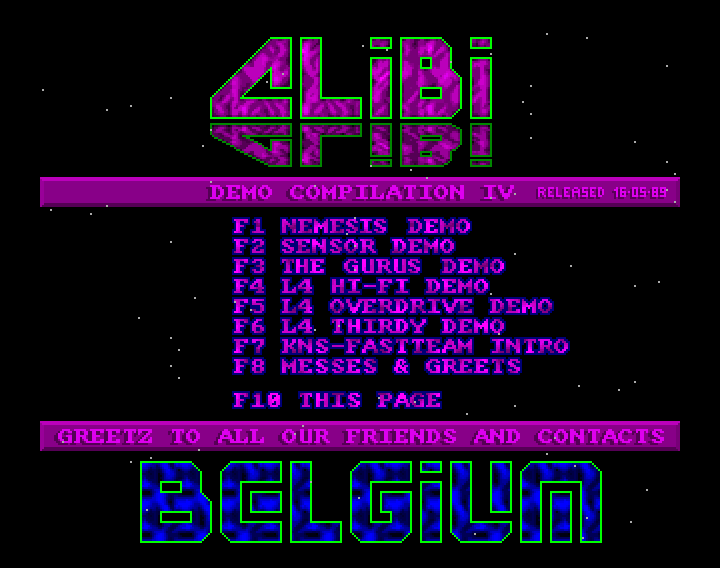 ALiBi
DEMO COMPILATION IV RELEASED 16·05·89
F1 NEMESIS DEMO
F2 SENSOR DEMO
F3 THE GURUS DEMO
F4 L4 HI-FI DEMO
F5 L4 OVERDRIVE DEMO
F6 L4 THIRDY DEMO
F7 KNS-FASTTEAM INTRO
F8 MESSES & GREETS
F10 THIS PAGE
GREETZ TO ALL OUR FRIENDS AND CONTACTS
BELGiUM